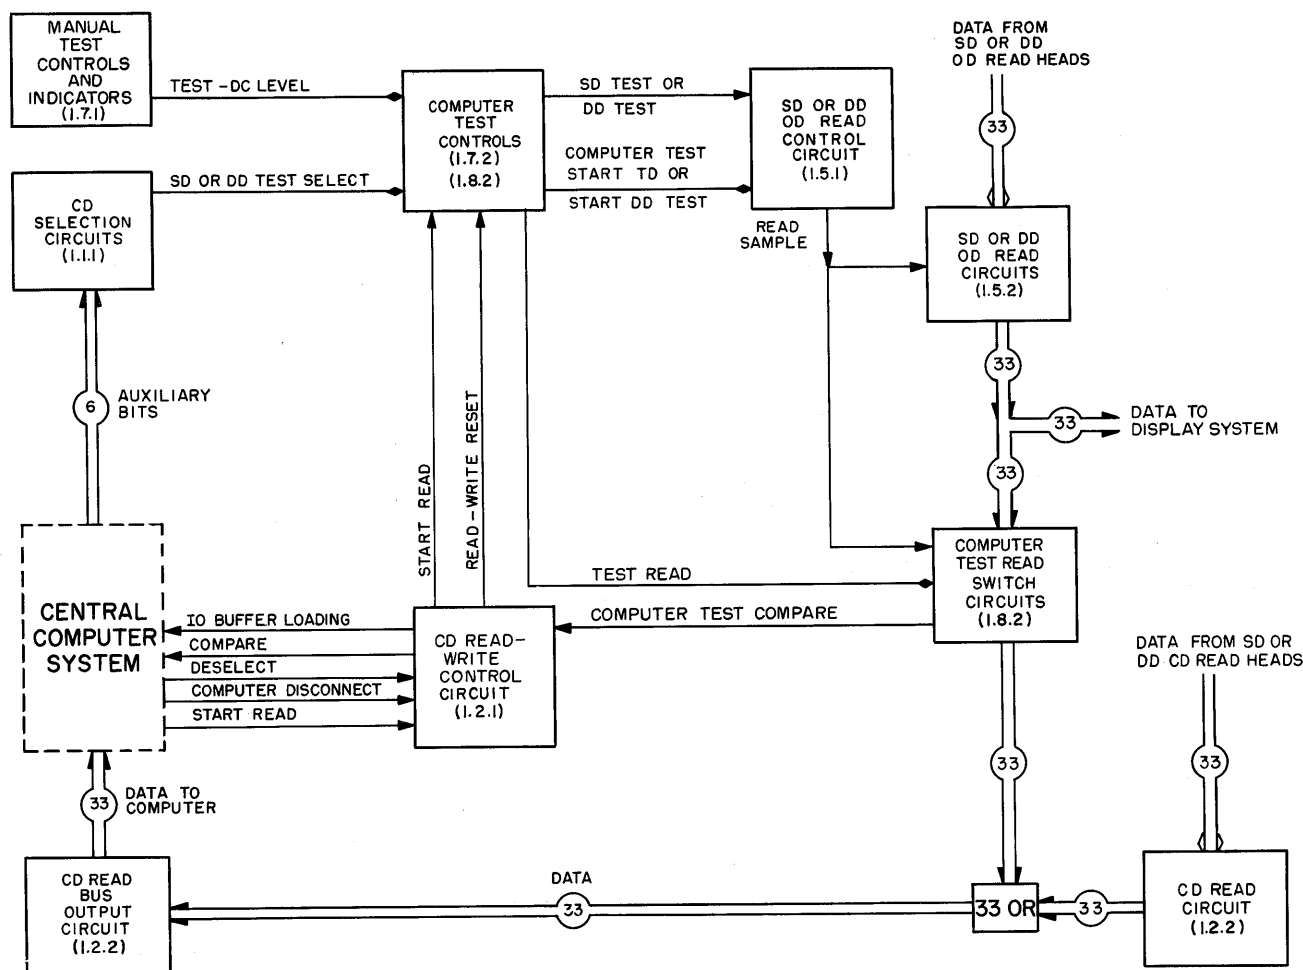 MANUAL
TEST
CONTROLS
AND
INDICATORS
(1.7.1)
TEST-DC LEVEL
COMPUTER
TEST
CONTROLS
(1.7.2)
(1.8.2)
SD TEST OR
DD TEST
COMPUTER TEST
START TD OR
START DD TEST
SD OR DD
OD READ
CONTROL
CIRCUIT
(1.5.1)
DATA FROM
SD OR DD
OD READ HEADS
33
CD
SELECTION
CIRCUITS
(1.1.1)
SD OR DD TEST SELECT
READ
SAMPLE
SD OR DD
OD READ
CIRCUITS
(1.5.2)
33
6
AUXILIARY
BITS
33
DATA TO
DISPLAY SYSTEM
33
START READ
READ-WRITE RESET
CENTRAL
COMPUTER
SYSTEM
IO BUFFER LOADING
COMPARE
DESELECT
COMPUTER DISCONNECT
START READ
CD READ-
WRITE
CONTROL
CIRCUIT
(1.2.1)
TEST READ
COMPUTER TEST COMPARE
COMPUTER
TEST READ
SWITCH
CIRCUITS
(1.8.2)
DATA FROM SD OR
DD CD READ HEADS
33
33
33
DATA TO
COMPUTER
CD READ
BUS
OUTPUT
CIRCUIT
(1.2.2)
DATA
33
33 OR
33
CD READ
CIRCUIT
(1.2.2)